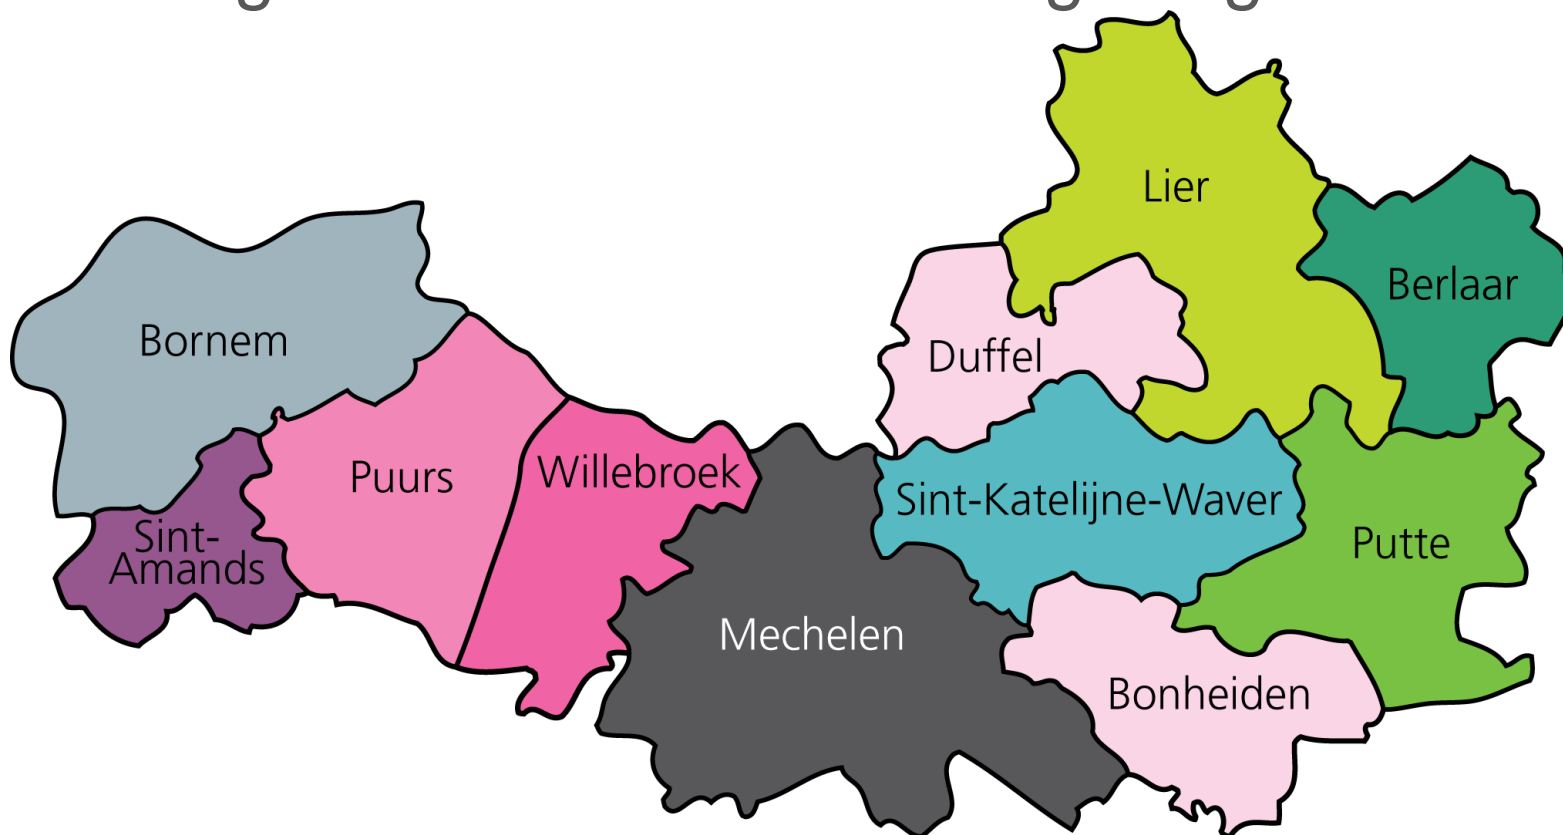 Lier
Berlaar
Bornem
Duffel
Puurs
Willebroek
Sint-Katelijne-Waver
Sint-
Amands
Putte
Mechelen
Bonheiden